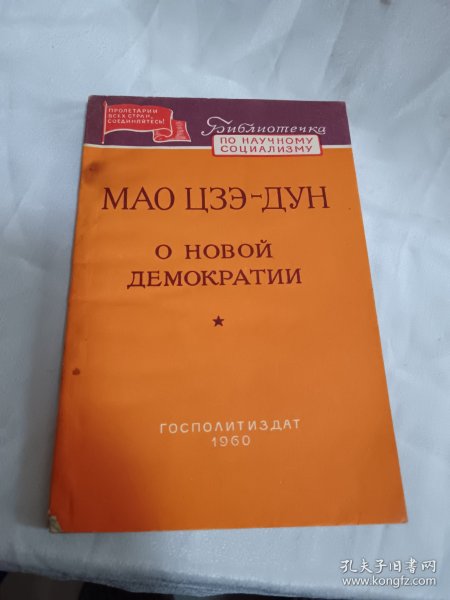 ПРОЛЕТАРИИ
ВСЕХ СТРАН,
СОЕДИНЯЙТЕСЬ!
Библиотечка
ПО НАУЧНОМУ
СОЦИАЛИЗМУ
МАО ЦЗЭ-ДУН
О НОВОЙ
ДЕМОКРАТИИ
ГОСПОЛИТИЗДАТ
1960
孔夫子旧书网
www.kongfz.com